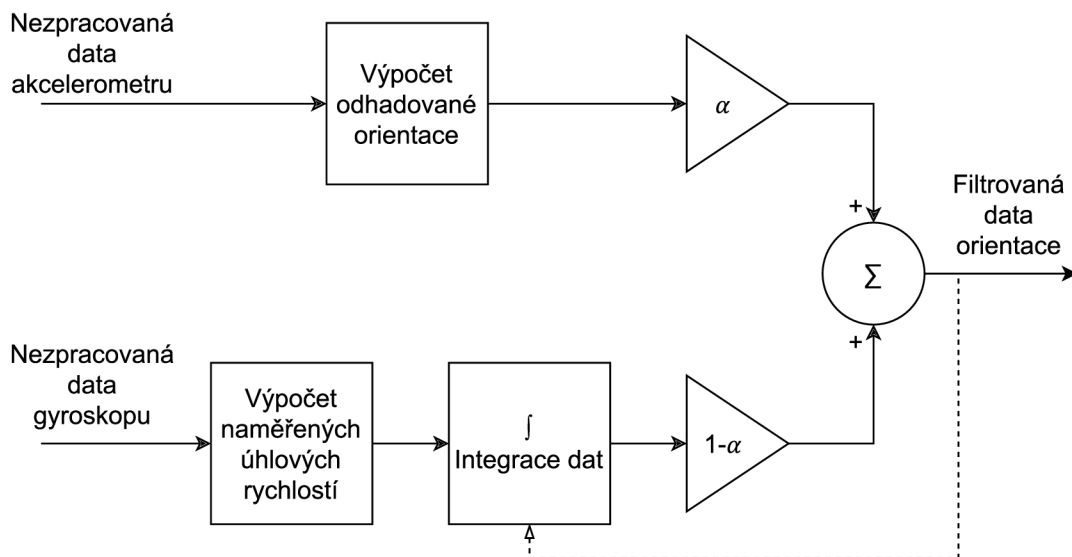 Nezpracovaná
data
akcelerometru
Výpočet
odhadované
orientace
α
+
Filtrovaná
data
orientace
Σ
+
Nezpracovaná
data
gyroskopu
Výpočet
naměřených
úhlových
rychlostí
∫
Integrace dat
1-α